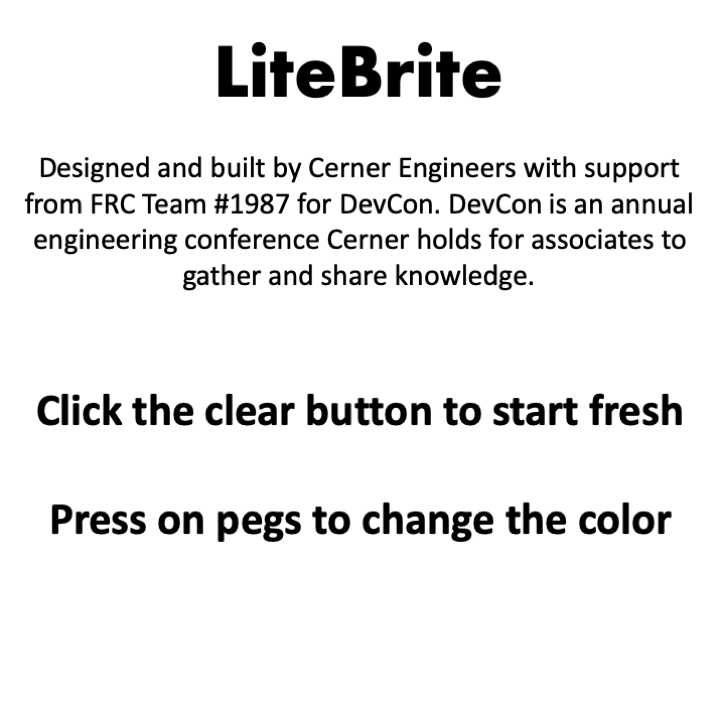 LiteBrite
Designed and built by Cerner Engineers with support
from FRC Team #1987 for DevCon. DevCon is an annual
engineering conference Cerner holds for associates to
gather and share knowledge.
Click the clear button to start fresh
Press on pegs to change the color